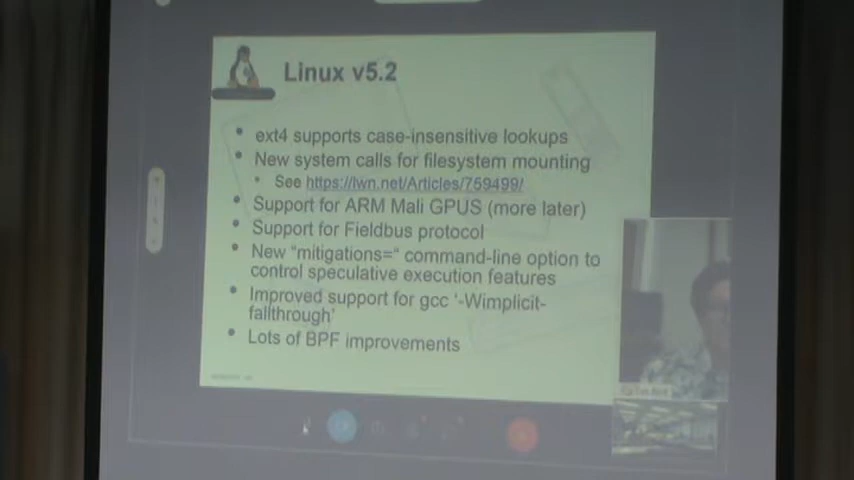 Linux v5.2
• ext4 supports case-insensitive lookups
• New system calls for filesystem mounting
• See https://lwn.net/Articles/759499/
• Support for ARM Mali GPUS (more later)
• Support for Fieldbus protocol
• New "mitigations=" command-line option to
control speculative execution features
• Improved support for gcc '-Wimplicit-
fallthrough'
• Lots of BPF improvements